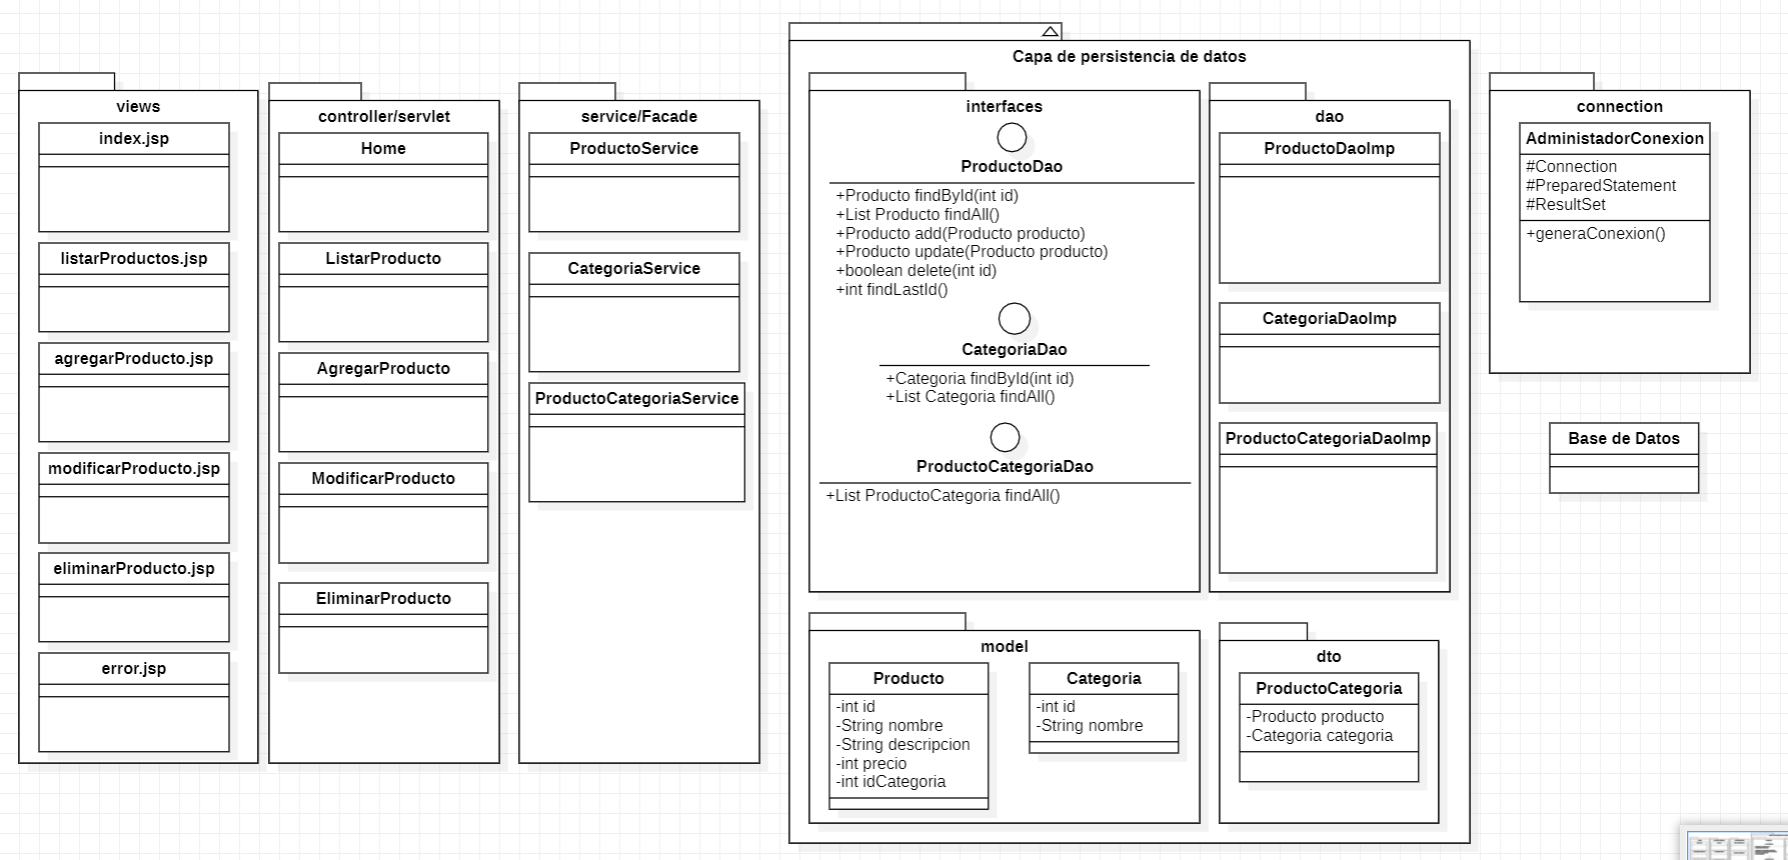 views
index.jsp
listarProductos.jsp
agregarProducto.jsp
modificarProducto.jsp
eliminarProducto.jsp
error.jsp
controller/servlet
Home
ListarProducto
AgregarProducto
ModificarProducto
EliminarProducto
service/Facade
ProductoService
CategoriaService
ProductoCategoriaService
Capa de persistencia de datos
interfaces
ProductoDao
+Producto findById(int id)
+List Producto findAll()
+Producto add(Producto producto)
+Producto update(Producto producto)
+boolean delete(int id)
+int findLastId()
CategoriaDao
+Categoria findById(int id)
+List Categoria findAll()
ProductoCategoriaDao
+List ProductoCategoria findAll()
dao
ProductoDaoImp
CategoriaDaoImp
ProductoCategoriaDaoImp
model
Producto
-int id
-String nombre
-String descripcion
-int precio
-int idCategoria
Categoria
-int id
-String nombre
dto
ProductoCategoria
-Producto producto
-Categoria categoria
connection
AdministadorConexion
#Connection
#PreparedStatement
#ResultSet
+generaConexion()
Base de Datos